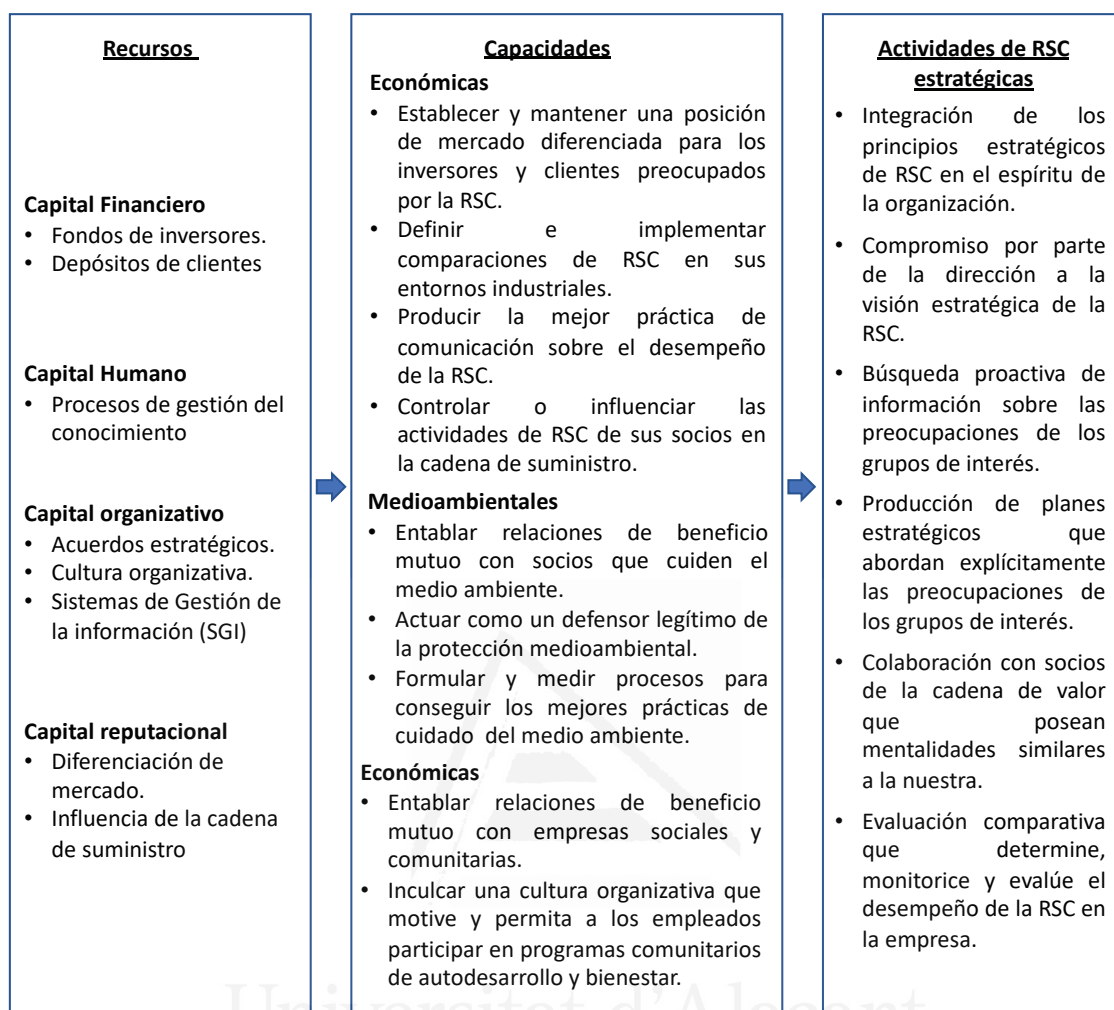 Recursos
Capital Financiero
• Fondos de inversores.
• Depósitos de clientes
Capital Humano
• Procesos de gestión del
conocimiento
Capital organizativo
• Acuerdos estratégicos.
• Cultura organizativa.
• Sistemas de Gestión de
la información (SGI)
Capital reputacional
• Diferenciación de
mercado.
• Influencia de la cadena
de suministro
Capacidades
Económicas
• Establecer y mantener una posición
de mercado diferenciada para los
inversores y clientes preocupados
por la RSC.
• Definir e implementar
comparaciones de RSC en sus
entornos industriales.
• Producir la mejor práctica de
comunicación sobre el desempeño
de la RSC.
• Controlar o influenciar las
actividades de RSC de sus socios en
la cadena de suministro.
Medioambientales
• Entablar relaciones de beneficio
mutuo con socios que cuiden el
medio ambiente.
• Actuar como un defensor legítimo de
la protección medioambiental.
• Formular y medir procesos para
conseguir los mejores prácticas de
cuidado del medio ambiente.
Económicas
• Entablar relaciones de beneficio
mutuo con empresas sociales y
comunitarias.
• Inculcar una cultura organizativa que
motive y permita a los empleados
participar en programas comunitarios
de autodesarrollo y bienestar.
Actividades de RSC
estratégicas
• Integración de los
principios estratégicos
de RSC en el espíritu de
la organización.
• Compromiso por parte
de la dirección a la
visión estratégica de la
RSC.
• Búsqueda proactiva de
información sobre las
preocupaciones de los
grupos de interés.
• Producción de planes
estratégicos que
abordan explícitamente
las preocupaciones de
los grupos de interés.
• Colaboración con socios
de la cadena de valor
que posean
mentalidades similares
a la nuestra.
• Evaluación comparativa
que determine,
monitorice y evalúe el
desempeño de la RSC en
la empresa.
Universitat d'Alacant